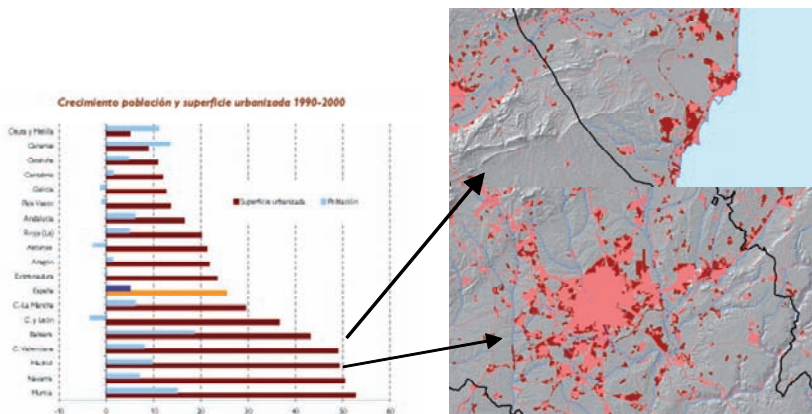 Crecimiento población y superficie urbanizada 1990-2000
Ceuta y Melilla
Canarias
Cataluña
Cantabria
Galicia
País Vasco
Andalucía
Rioja (La)
Asturias
Aragón
Extremadura
España
C.-La Mancha
C. y León
Baleares
C. Valenciana
Madrid
Navarra
Murcia
Superficie urbanizada
Población
-10 0 10 20 30 40 50 60